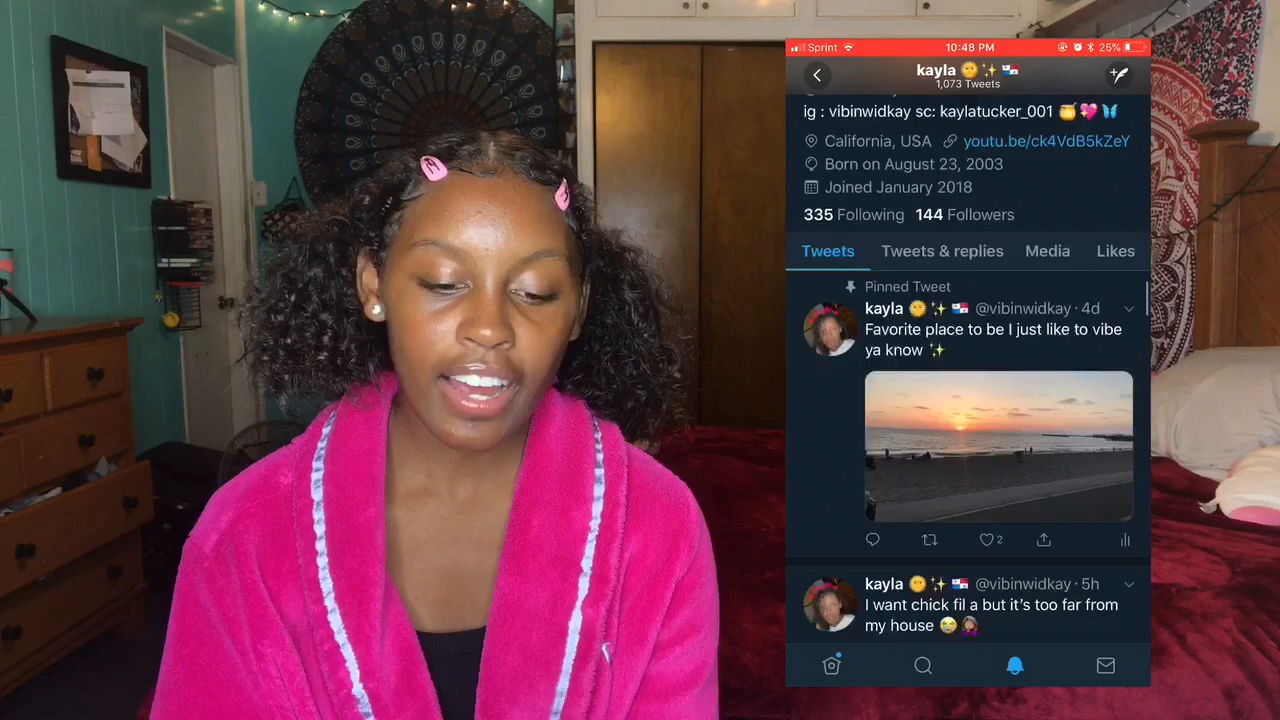 Sprint 10:48 PM 25%
kayla 🌞✨🇵🇦
1,073 Tweets
ig : vibinwidkay sc: kaylatucker_001 🍯💖🦋
California, USA youtu.be/ck4VdB5kZeY
Born on August 23, 2003
Joined January 2018
335 Following 144 Followers
Tweets Tweets & replies Media Likes
Pinned Tweet
kayla 🌞✨🇵🇦 @vibinwidkay · 4d
Favorite place to be I just like to vibe
ya know ✨
2
kayla 🌞✨🇵🇦 @vibinwidkay · 5h
I want chick fil a but it’s too far from
my house 😭🤦🏾‍♀️